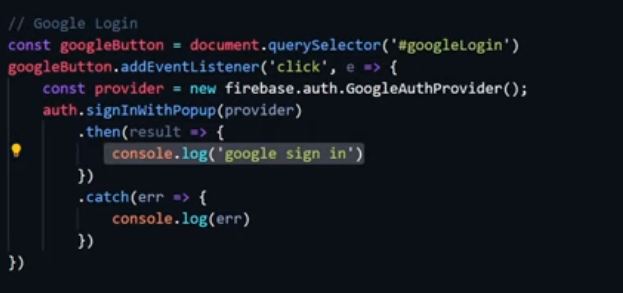 // Google Login
const googleButton = document.querySelector('#googleLogin')
googleButton.addEventListener('click', e => {
    const provider = new firebase.auth.GoogleAuthProvider();
    auth.signInWithPopup(provider)
        .then(result => {
            console.log('google sign in')
        })
        .catch(err => {
            console.log(err)
        })
})